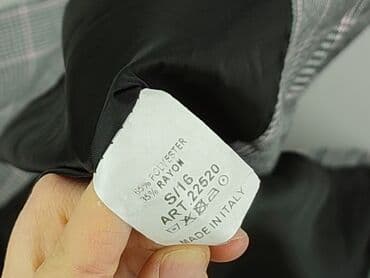 65% POLYESTER
35% RAYON
S/16
ART.22520
MADE IN ITALY